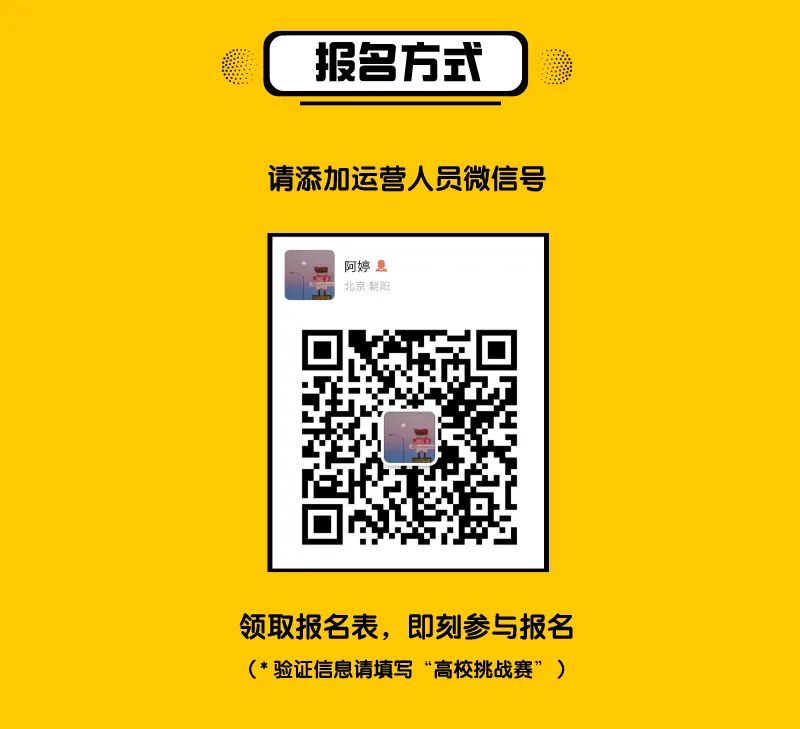 报名方式
请添加运营人员微信号
阿婷
北京 朝阳
领取报名表，即刻参与报名
（* 验证信息请填写“高校挑战赛”）